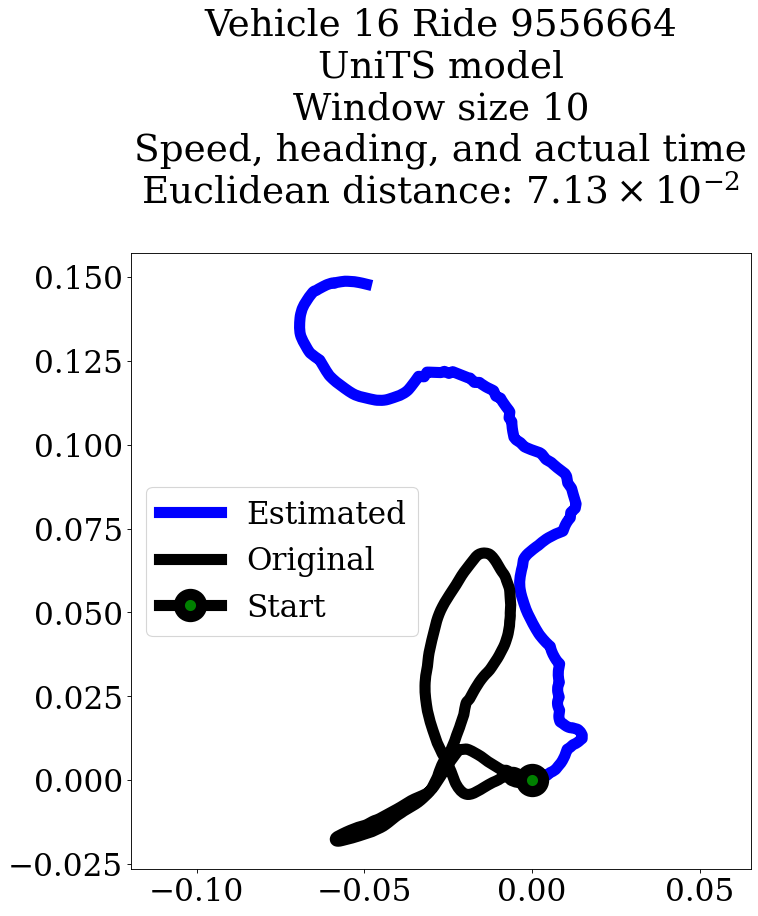 Vehicle 16 Ride 9556664
UniTS model
Window size 10
Speed, heading, and actual time
Euclidean distance: 7.13 × 10⁻²
0.150
0.125
0.100
0.075
0.050
0.025
0.000
−0.025
Estimated
Original
Start
−0.10
−0.05
0.00
0.05